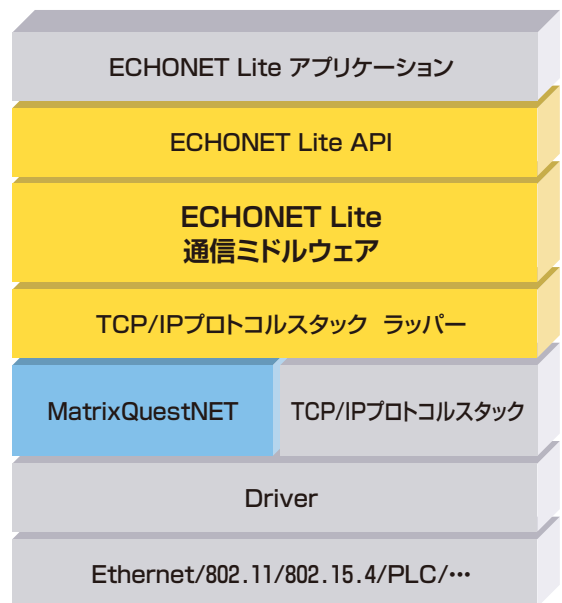 ECHONET Lite アプリケーション
ECHONET Lite API
ECHONET Lite
通信ミドルウェア
TCP/IPプロトコルスタック ラッパー
MatrixQuestNET
TCP/IPプロトコルスタック
Driver
Ethernet/802.11/802.15.4/PLC/…